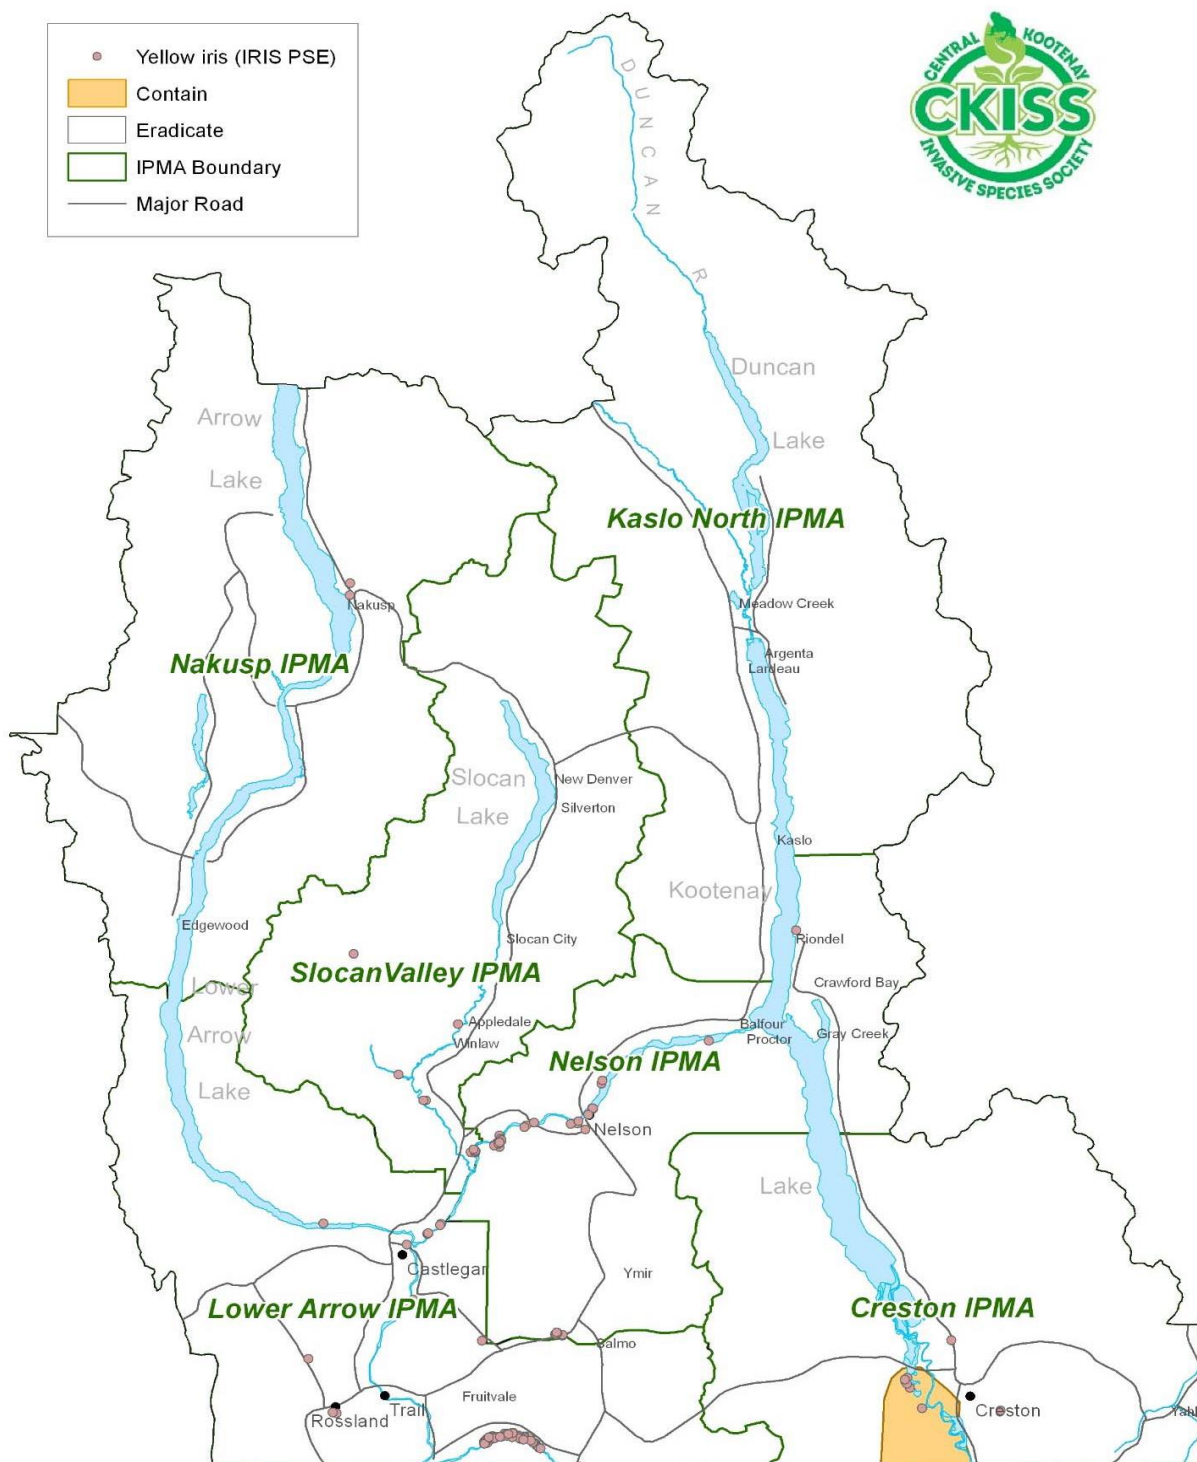 Yellow iris (IRIS PSE)
Contain
Eradicate
IPMA Boundary
Major Road
CENTRAL KOOTENAY
CKISS
INVASIVE SPECIES SOCIETY
DUNCAN
R
Duncan
Lake
Arrow
Lake
Kaslo North IPMA
Meadow Creek
Nakusp
Argenta
Lardeau
Nakusp IPMA
Slocan
Lake
New Denver
Silverton
Kaslo
Kootenay
Edgewood
Slocan City
Riondel
SlocanValley IPMA
Crawford Bay
Lower
Arrow
Lake
Appledale
Winlaw
Balfour
Proctor
Gray Creek
Nelson IPMA
Nelson
Lake
Castlegar
Ymir
Lower Arrow IPMA
Creston IPMA
Salmo
Fruitvale
Trail
Rossland
Creston